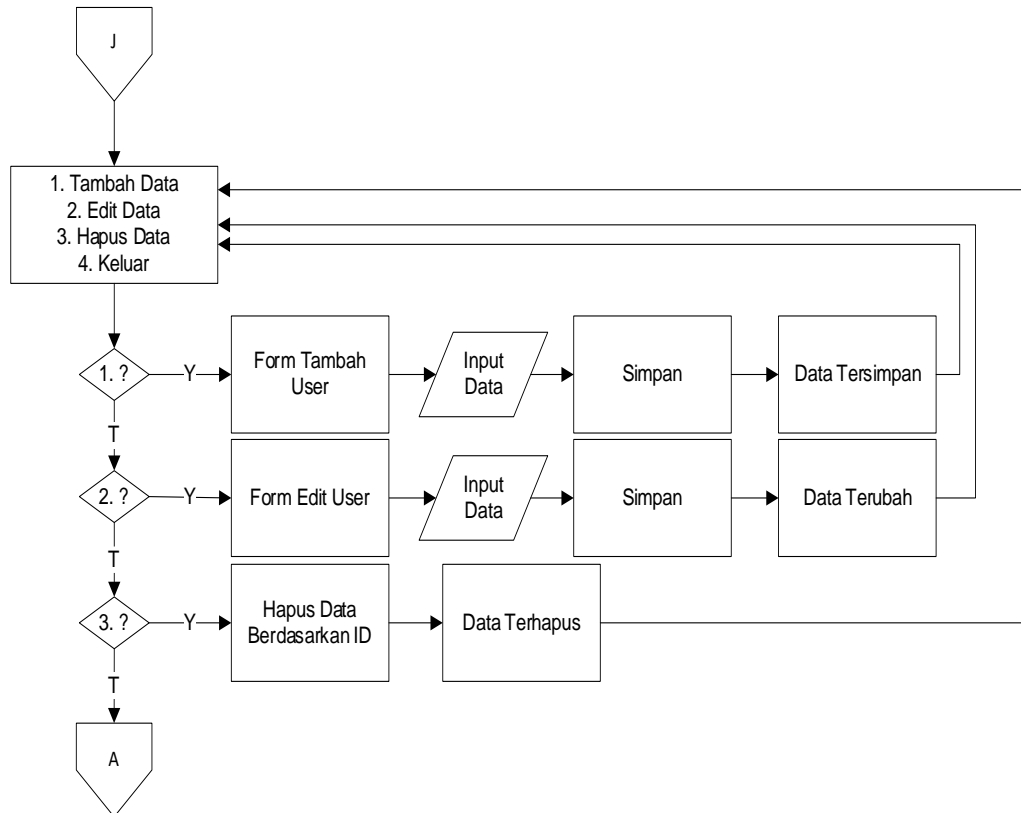 J
1. Tambah Data
2. Edit Data
3. Hapus Data
4. Keluar
1. ?
Y
Form Tambah
User
Input
Data
Simpan
Data Tersimpan
T
2. ?
Y
Form Edit User
Input
Data
Simpan
Data Terubah
T
3. ?
Y
Hapus Data
Berdasarkan ID
Data Terhapus
T
A